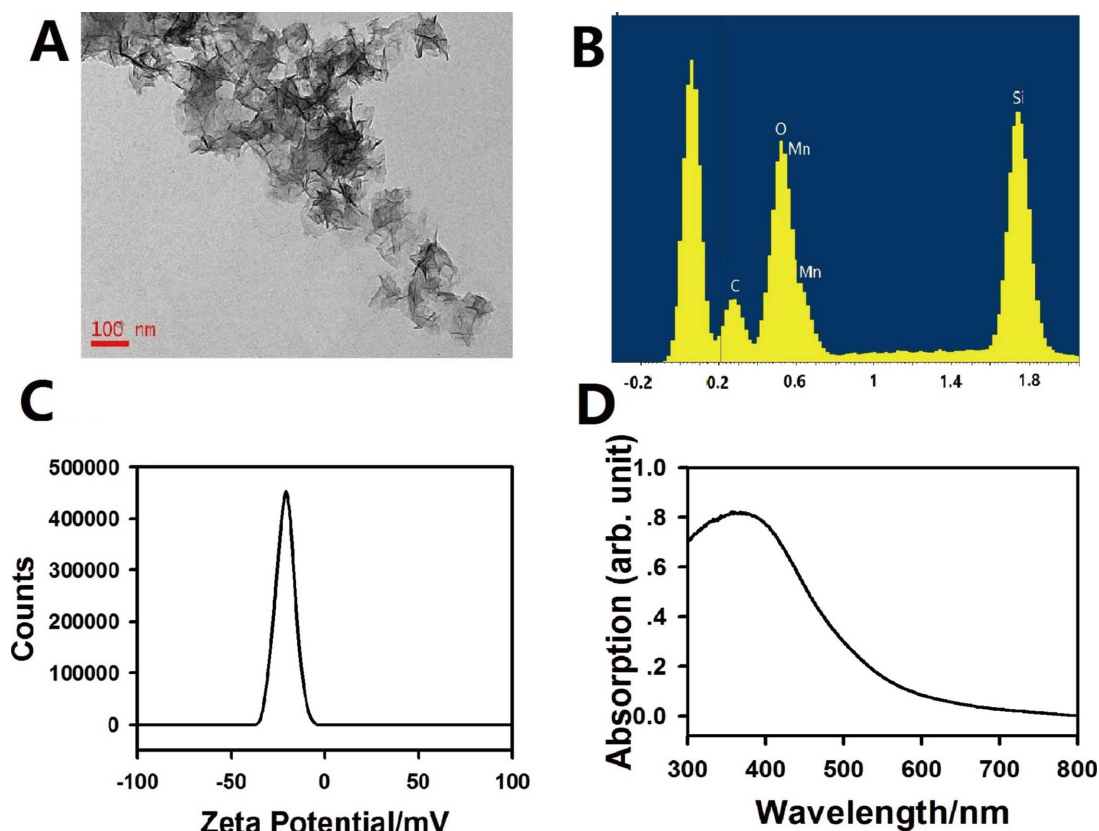 A
100 nm
B
Si
O
Mn
Mn
C
-0.2 0.2 0.6 1 1.4 1.8
C
500000
400000
300000
200000
100000
0
Counts
-100 -50 0 50 100
Zeta Potential/mV
D
1.0
.8
.6
.4
.2
0.0
Absorption (arb. unit)
300 400 500 600 700 800
Wavelength/nm